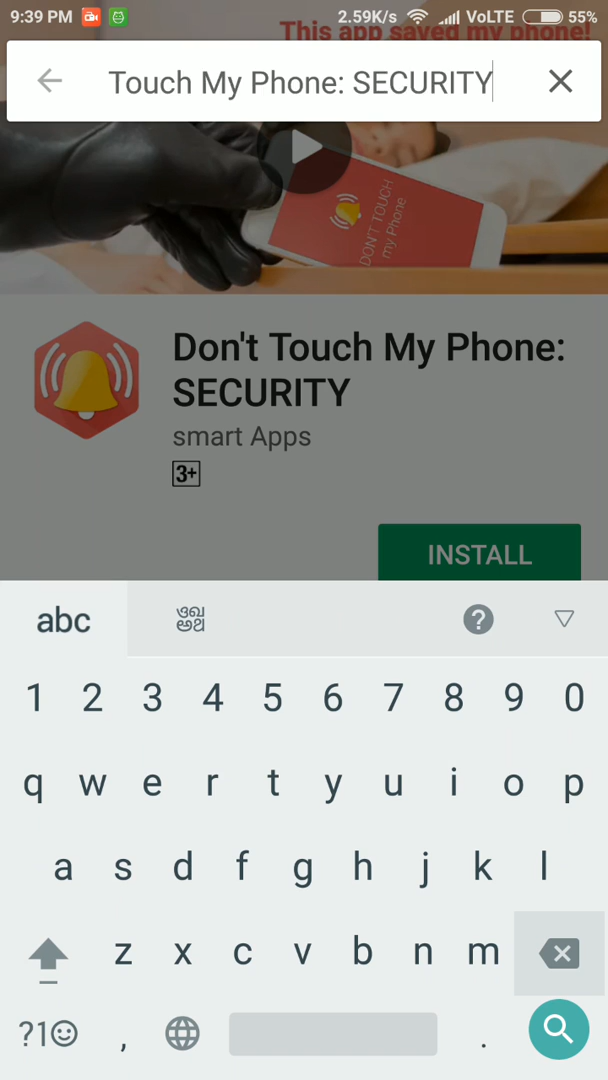 9:39 PM 2.59K/s VoLTE 55%
This app saved my phone!
Touch My Phone: SECURITY
DON'T TOUCH
my Phone
Don't Touch My Phone:
SECURITY
smart Apps
3+
INSTALL
abc
1 2 3 4 5 6 7 8 9 0
q w e r t y u i o p
a s d f g h j k l
z x c v b n m
?1☺ , .